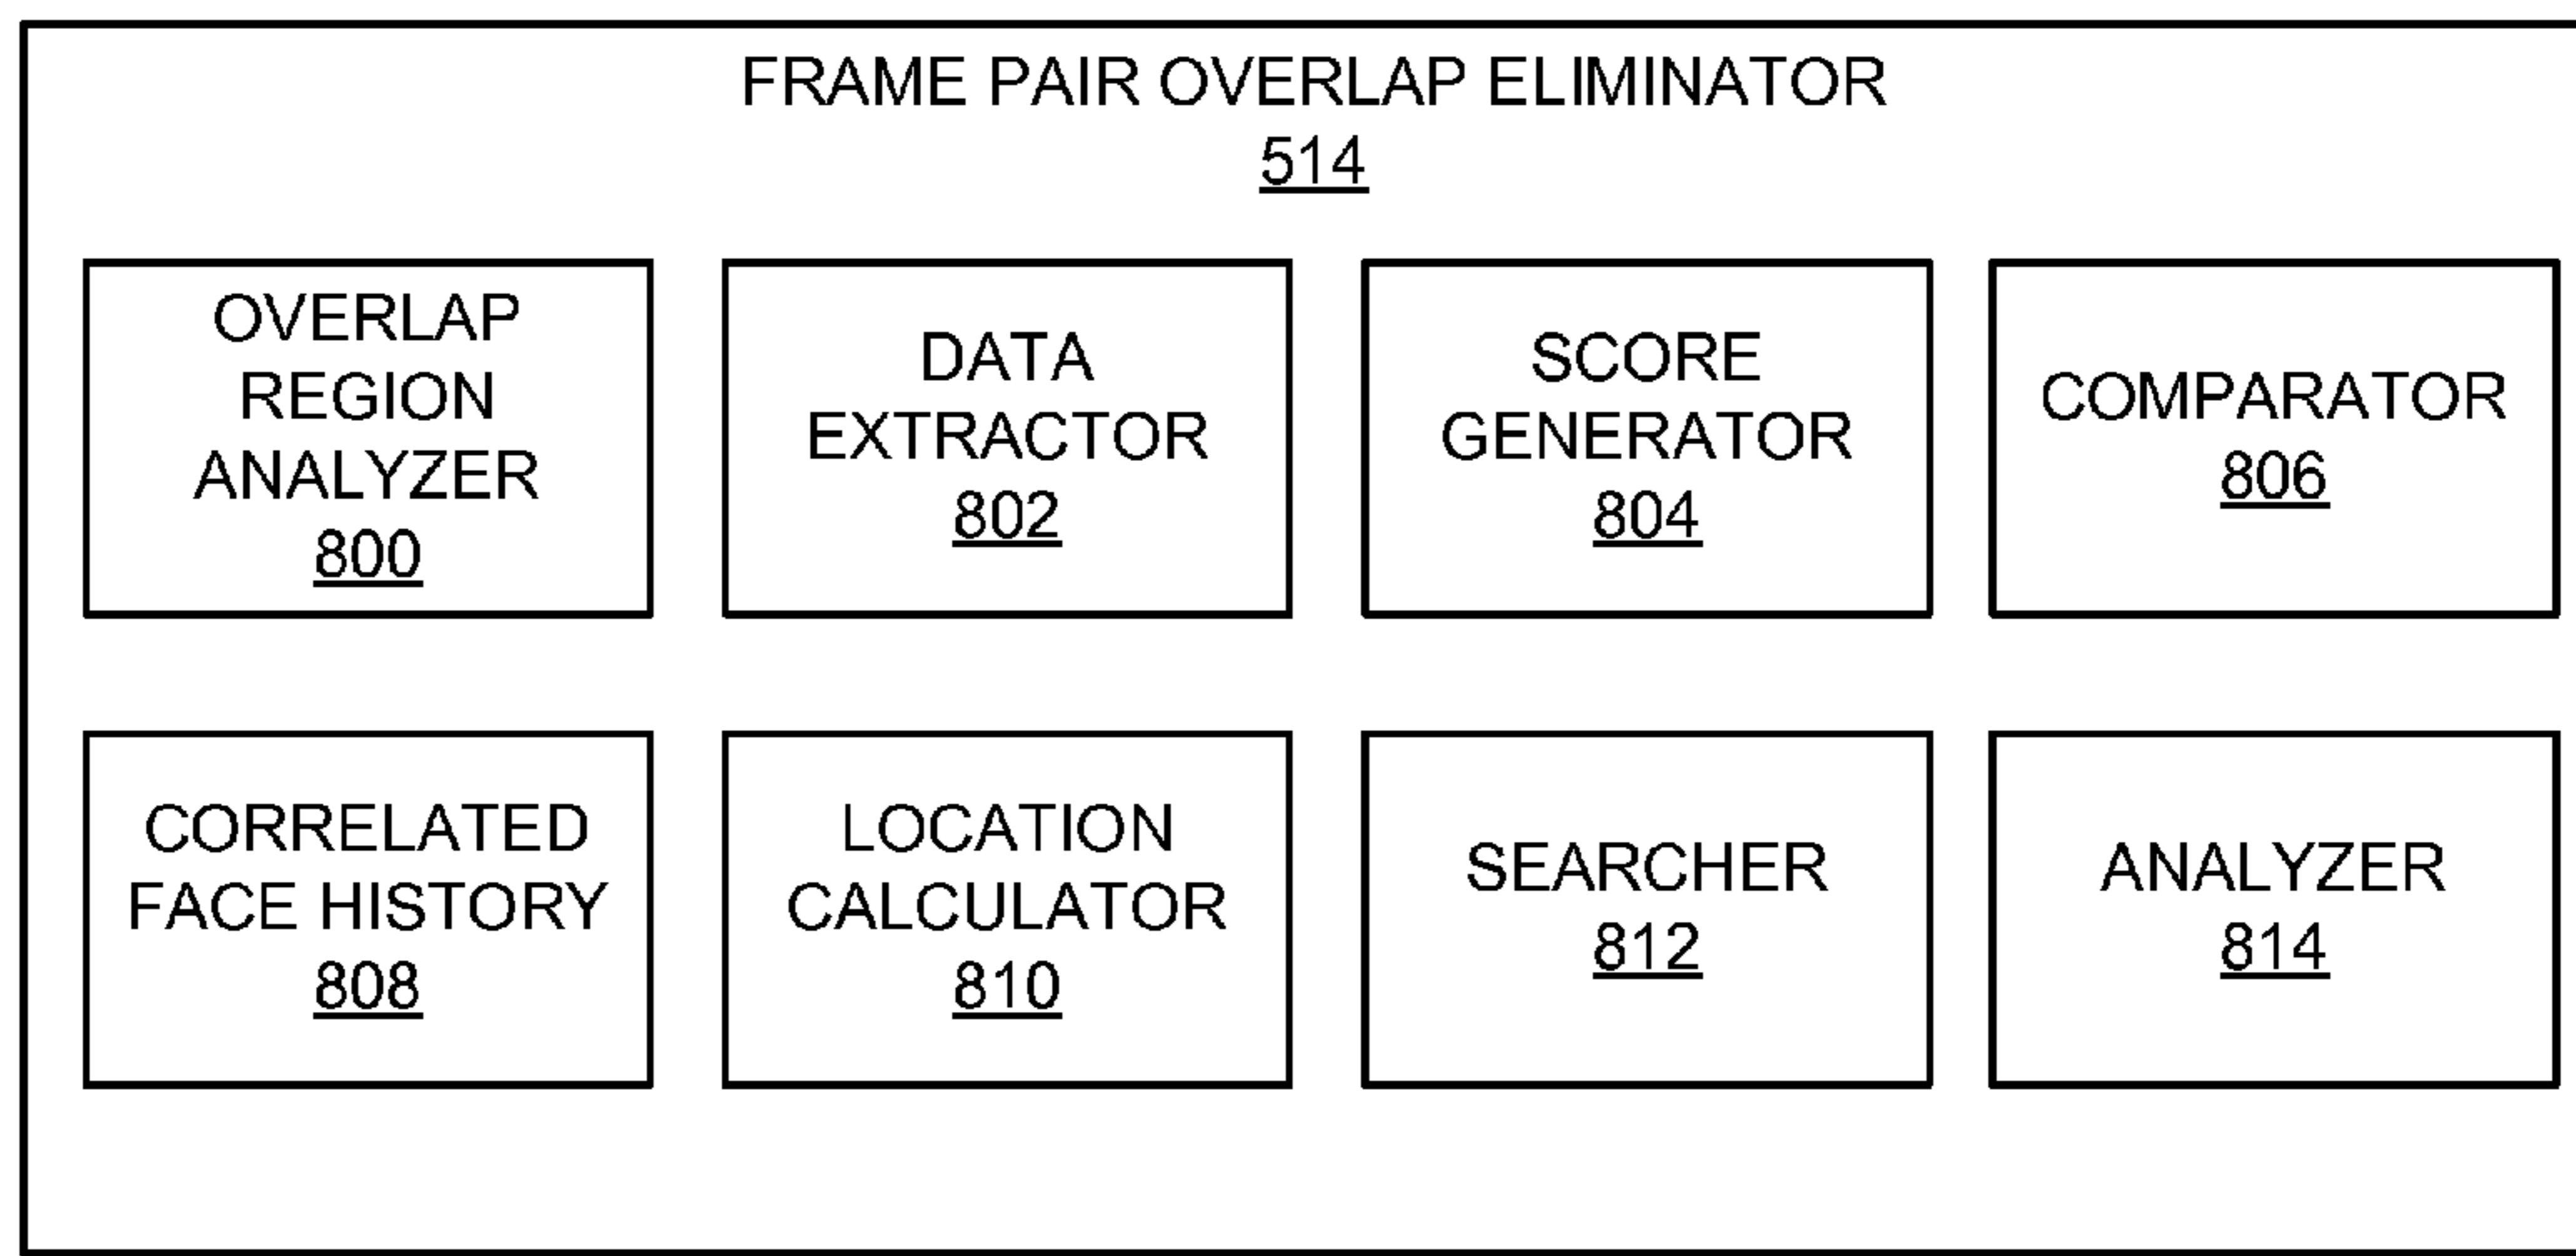 FRAME PAIR OVERLAP ELIMINATOR
514
OVERLAP
REGION
ANALYZER
800
DATA
EXTRACTOR
802
SCORE
GENERATOR
804
COMPARATOR
806
CORRELATED
FACE HISTORY
808
LOCATION
CALCULATOR
810
SEARCHER
812
ANALYZER
814